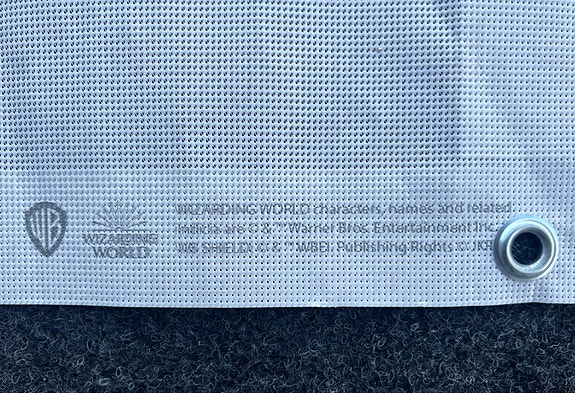 WB
WIZARDING
WORLD
WIZARDING WORLD characters, names and related
indicia are © & ™ Warner Bros. Entertainment Inc.
WB SHIELD: © & ™ WBEI. Publishing Rights © JKR